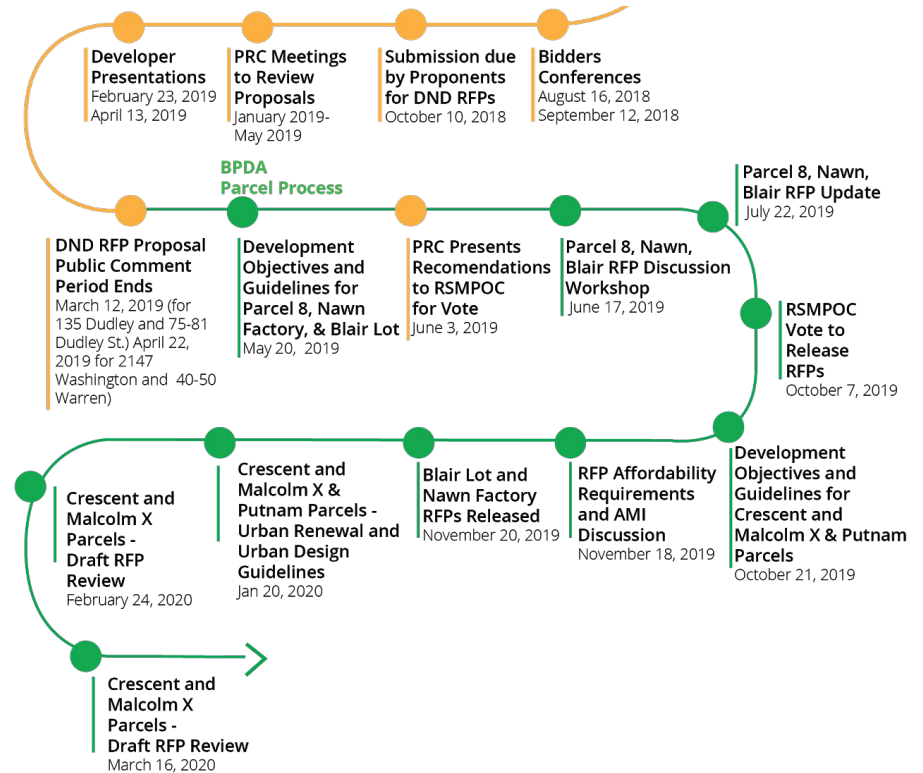 Developer
Presentations
February 23, 2019
April 13, 2019
PRC Meetings
to Review
Proposals
January 2019-
May 2019
Submission due
by Proponents
for DND RFPs
October 10, 2018
Bidders
Conferences
August 16, 2018
September 12, 2018
BPDA
Parcel Process
DND RFP Proposal
Public Comment
Period Ends
March 12, 2019 (for
135 Dudley and 75-81
Dudley St.) April 22,
2019 for 2147
Washington and 40-50
Warren)
Development
Objectives and
Guidelines for
Parcel 8, Nawn
Factory, & Blair Lot
May 20, 2019
PRC Presents
Recomendations
to RSMPOC
for Vote
June 3, 2019
Parcel 8, Nawn,
Blair RFP Discussion
Workshop
June 17, 2019
Parcel 8, Nawn,
Blair RFP Update
July 22, 2019
RSMPOC
Vote to
Release
RFPs
October 7, 2019
Development
Objectives and
Guidelines for
Crescent and
Malcolm X & Putnam
Parcels
October 21, 2019
RFP Affordability
Requirements
and AMI
Discussion
November 18, 2019
Blair Lot and
Nawn Factory
RFPs Released
November 20, 2019
Crescent and
Malcolm X &
Putnam Parcels -
Urban Renewal and
Urban Design
Guidelines
Jan 20, 2020
Crescent and
Malcolm X
Parcels -
Draft RFP
Review
February 24, 2020
Crescent and
Malcolm X
Parcels -
Draft RFP Review
March 16, 2020